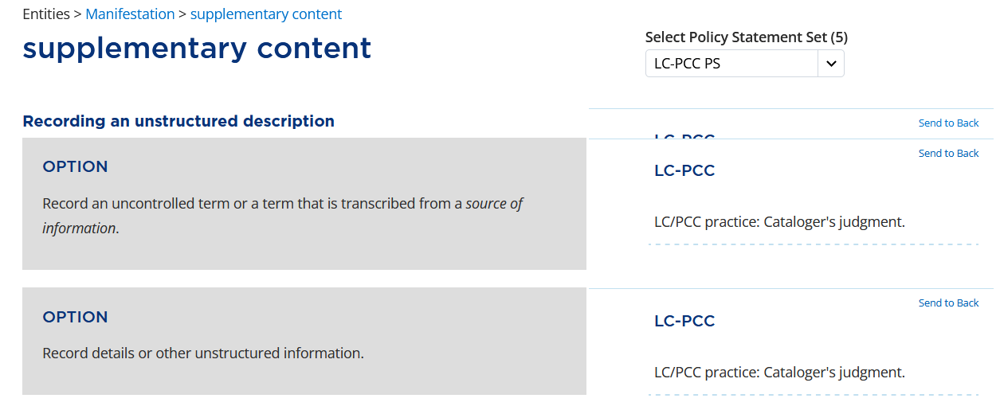 Entities > Manifestation > supplementary content
supplementary content
Select Policy Statement Set (5)
LC-PCC PS
Recording an unstructured description
Send to Back
LC-PCC
OPTION
Record an uncontrolled term or a term that is transcribed from a source of
information.
Send to Back
LC-PCC
LC/PCC practice: Cataloger's judgment.
OPTION
Record details or other unstructured information.
Send to Back
LC-PCC
LC/PCC practice: Cataloger's judgment.